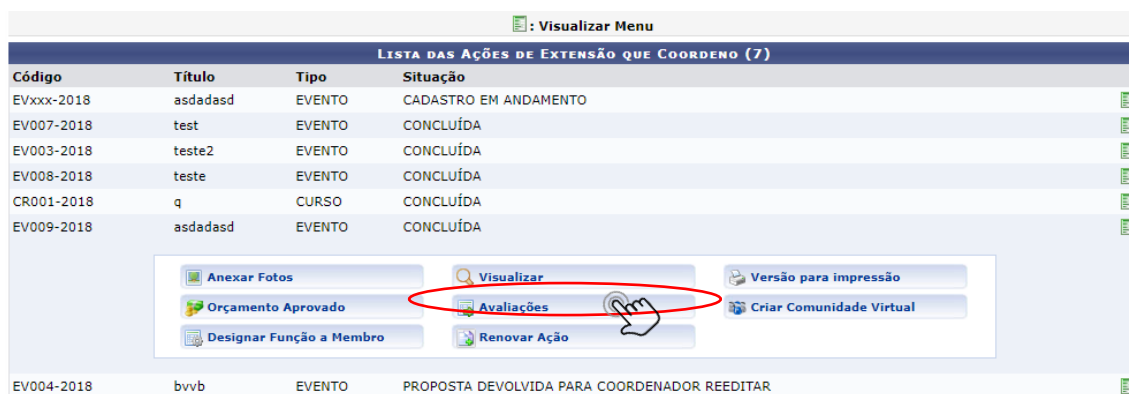 : Visualizar Menu
Lista das Ações de Extensão que Coordeno (7)
Código Título Tipo Situação
EVxxx-2018 asdadasd EVENTO CADASTRO EM ANDAMENTO
EV007-2018 test EVENTO CONCLUÍDA
EV003-2018 teste2 EVENTO CONCLUÍDA
EV008-2018 teste EVENTO CONCLUÍDA
CR001-2018 q CURSO CONCLUÍDA
EV009-2018 asdadasd EVENTO CONCLUÍDA
Anexar Fotos Visualizar Versão para impressão
Orçamento Aprovado Avaliações Criar Comunidade Virtual
Designar Função a Membro Renovar Ação
EV004-2018 bvvb EVENTO PROPOSTA DEVOLVIDA PARA COORDENADOR REEDITAR